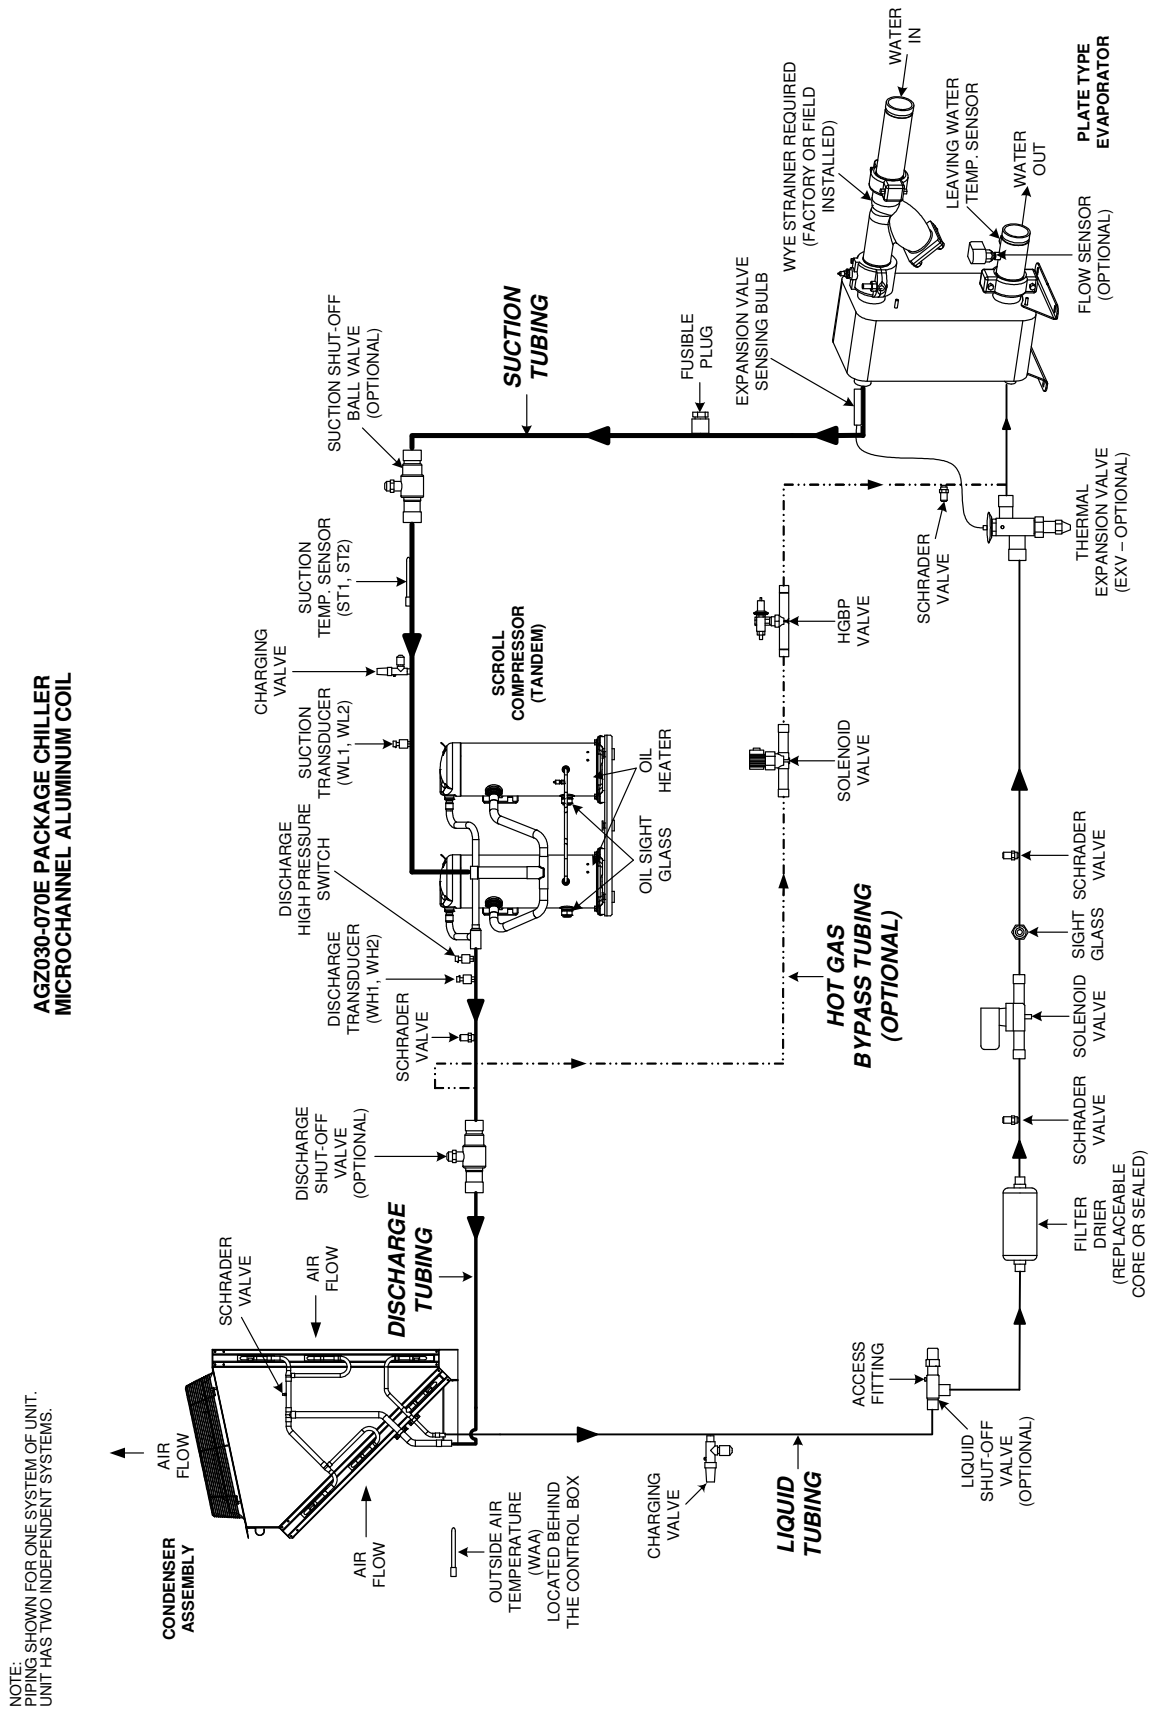 AGZ030-070E PACKAGE CHILLER
MICROCHANNEL ALUMINUM COIL
NOTE:
PIPING SHOWN FOR ONE SYSTEM OF UNIT.
UNIT HAS TWO INDEPENDENT SYSTEMS.
CONDENSER
ASSEMBLY
AIR
FLOW
SCHRADER
VALVE
AIR
FLOW
AIR
FLOW
OUTSIDE AIR
TEMPERATURE
(WAA)
LOCATED BEHIND
THE CONTROL BOX
DISCHARGE
TUBING
DISCHARGE
SHUT-OFF
VALVE
(OPTIONAL)
SCHRADER
VALVE
DISCHARGE
TRANSDUCER
(WH1, WH2)
DISCHARGE
HIGH PRESSURE
SWITCH
SUCTION
TRANSDUCER
(WL1, WL2)
CHARGING
VALVE
SUCTION
TEMP. SENSOR
(ST1, ST2)
SUCTION SHUT-OFF
BALL VALVE
(OPTIONAL)
SUCTION
TUBING
SCROLL
COMPRESSOR
(TANDEM)
OIL SIGHT
GLASS
OIL
HEATER
FUSIBLE
PLUG
EXPANSION VALVE
SENSING BULB
WYE STRAINER REQUIRED
(FACTORY OR FIELD
INSTALLED)
WATER
IN
LEAVING WATER
TEMP. SENSOR
WATER
OUT
FLOW SENSOR
(OPTIONAL)
PLATE TYPE
EVAPORATOR
HOT GAS
BYPASS TUBING
(OPTIONAL)
SOLENOID
VALVE
HGBP
VALVE
SCHRADER
VALVE
CHARGING
VALVE
LIQUID
TUBING
ACCESS
FITTING
LIQUID
SHUT-OFF
VALVE
(OPTIONAL)
FILTER
DRIER
(REPLACEABLE
CORE OR SEALED)
SCHRADER
VALVE
SOLENOID
VALVE
SIGHT
GLASS
SCHRADER
VALVE
THERMAL
EXPANSION VALVE
(EXV – OPTIONAL)